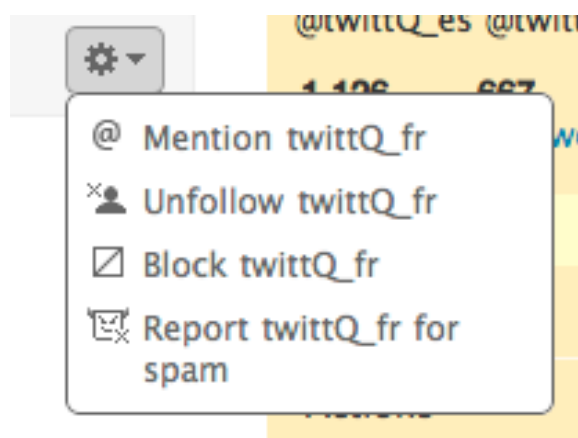 @twittQ_es @twitt
1 126 667
@ Mention twittQ_fr
Unfollow twittQ_fr
Block twittQ_fr
Report twittQ_fr for
spam